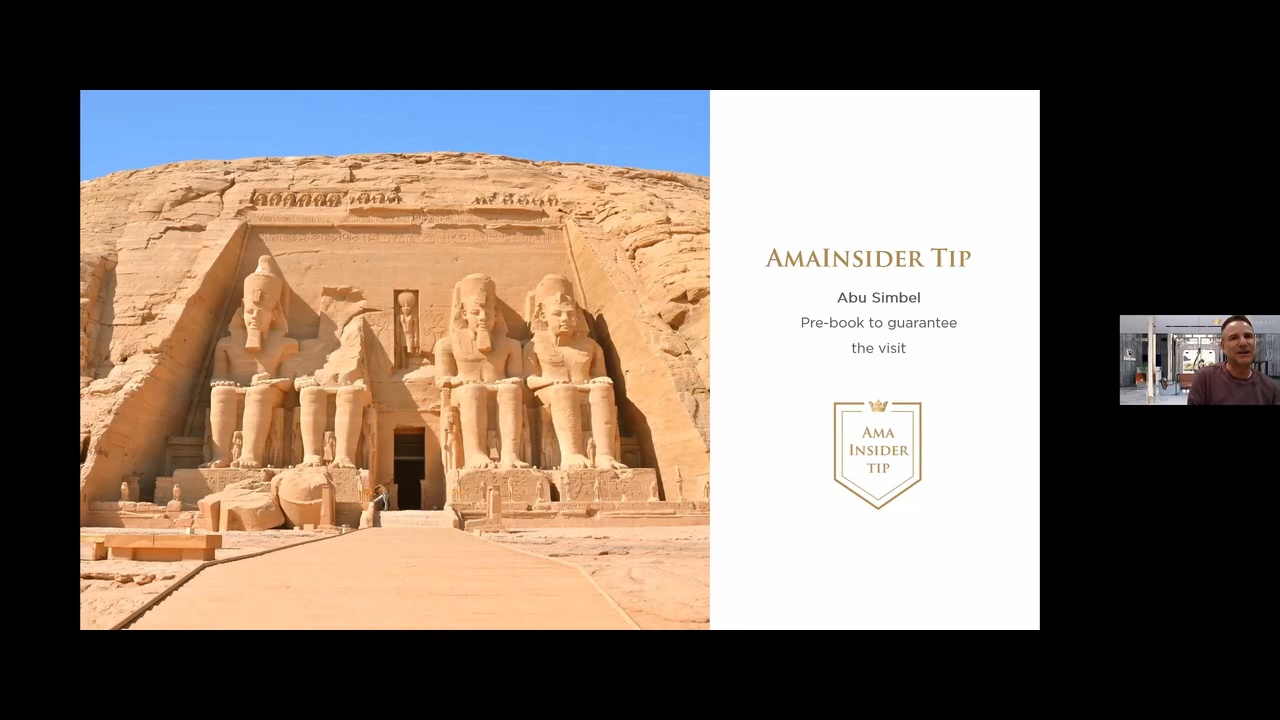 AmaInsider Tip
Abu Simbel
Pre-book to guarantee
the visit
Ama
Insider
tip